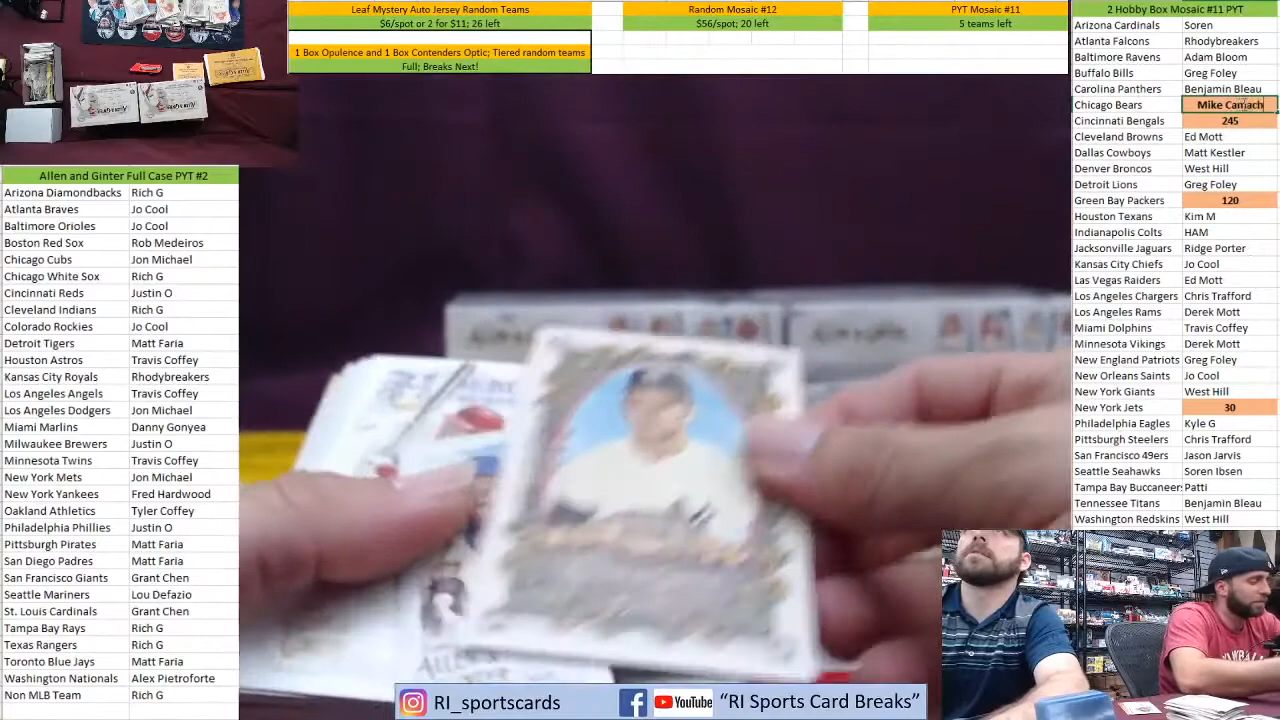 Leaf Mystery Auto Jersey Random Teams
$6/spot or 2 for $11; 26 left
1 Box Opulence and 1 Box Contenders Optic; Tiered random teams
Full; Breaks Next!
Random Mosaic #12
$56/spot; 20 left
PYT Mosaic #11
5 teams left
2 Hobby Box Mosaic #11 PYT
Arizona Cardinals Soren
Atlanta Falcons Rhodybreakers
Baltimore Ravens Adam Bloom
Buffalo Bills Greg Foley
Carolina Panthers Benjamin Bleau
Chicago Bears Mike Camach
Cincinnati Bengals 245
Cleveland Browns Ed Mott
Dallas Cowboys Matt Kestler
Denver Broncos West Hill
Detroit Lions Greg Foley
Green Bay Packers 120
Houston Texans Kim M
Indianapolis Colts HAM
Jacksonville Jaguars Ridge Porter
Kansas City Chiefs Jo Cool
Las Vegas Raiders Ed Mott
Los Angeles Chargers Chris Trafford
Los Angeles Rams Derek Mott
Miami Dolphins Travis Coffey
Minnesota Vikings Derek Mott
New England Patriots Greg Foley
New Orleans Saints Jo Cool
New York Giants West Hill
New York Jets 30
Philadelphia Eagles Kyle G
Pittsburgh Steelers Chris Trafford
San Francisco 49ers Jason Jarvis
Seattle Seahawks Soren Ibsen
Tampa Bay Buccaneer Patti
Tennessee Titans Benjamin Bleau
Washington Redskins West Hill
Allen and Ginter Full Case PYT #2
Arizona Diamondbacks Rich G
Atlanta Braves Jo Cool
Baltimore Orioles Jo Cool
Boston Red Sox Rob Medeiros
Chicago Cubs Jon Michael
Chicago White Sox Rich G
Cincinnati Reds Justin O
Cleveland Indians Rich G
Colorado Rockies Jo Cool
Detroit Tigers Matt Faria
Houston Astros Travis Coffey
Kansas City Royals Rhodybreakers
Los Angeles Angels Travis Coffey
Los Angeles Dodgers Jon Michael
Miami Marlins Danny Gonyea
Milwaukee Brewers Justin O
Minnesota Twins Travis Coffey
New York Mets Jon Michael
New York Yankees Fred Hardwood
Oakland Athletics Tyler Coffey
Philadelphia Phillies Justin O
Pittsburgh Pirates Matt Faria
San Diego Padres Matt Faria
San Francisco Giants Grant Chen
Seattle Mariners Lou Defazio
St. Louis Cardinals Grant Chen
Tampa Bay Rays Rich G
Texas Rangers Rich G
Toronto Blue Jays Matt Faria
Washington Nationals Alex Pietroforte
Non MLB Team Rich G
RI_sportscards
YouTube "RI Sports Card Breaks"